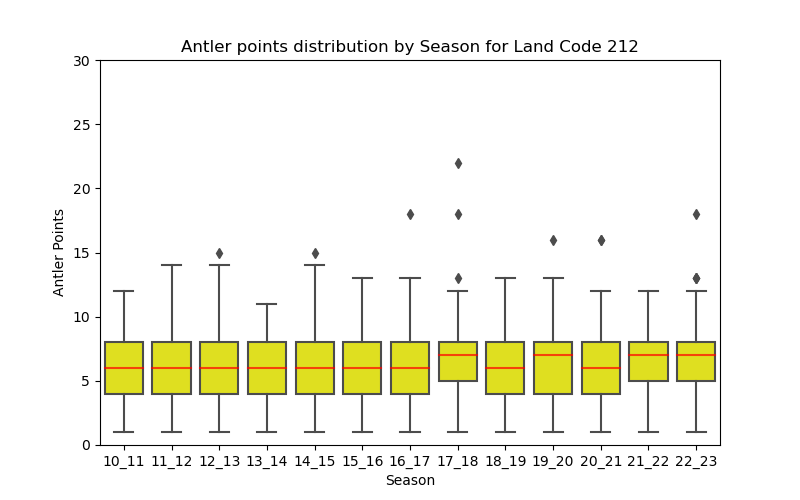 Antler points distribution by Season for Land Code 212
Antler Points
30
25
20
15
10
5
0
10_11 11_12 12_13 13_14 14_15 15_16 16_17 17_18 18_19 19_20 20_21 21_22 22_23
Season